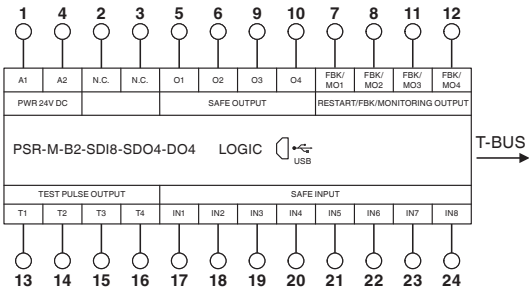 1 4 2 3 5 6 9 10 7 8 11 12
A1 A2 N.C. N.C. O1 O2 O3 O4 FBK/MO1 FBK/MO2 FBK/MO3 FBK/MO4
PWR 24V DC SAFE OUTPUT RESTART/FBK/MONITORING OUTPUT
T-BUS
PSR-M-B2-SDI8-SDO4-DO4 LOGIC
USB
TEST PULSE OUTPUT SAFE INPUT
T1 T2 T3 T4 IN1 IN2 IN3 IN4 IN5 IN6 IN7 IN8
13 14 15 16 17 18 19 20 21 22 23 24